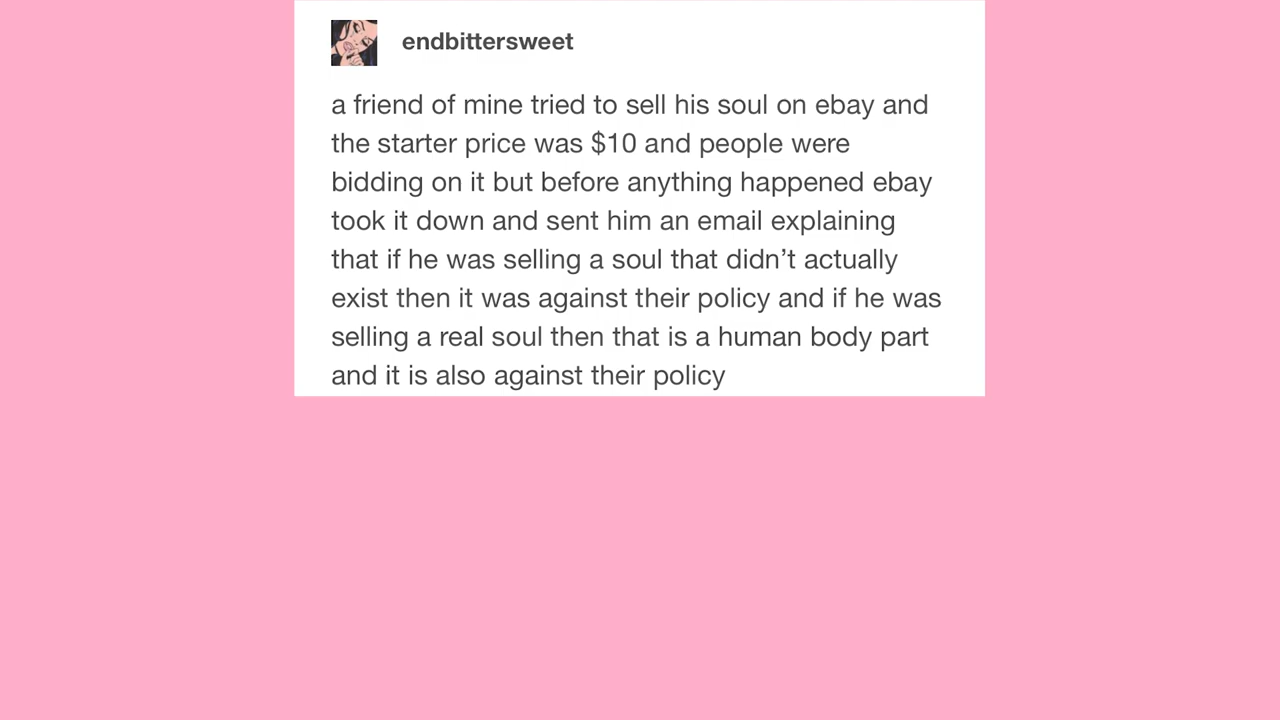 endbittersweet
a friend of mine tried to sell his soul on ebay and
the starter price was $10 and people were
bidding on it but before anything happened ebay
took it down and sent him an email explaining
that if he was selling a soul that didn’t actually
exist then it was against their policy and if he was
selling a real soul then that is a human body part
and it is also against their policy